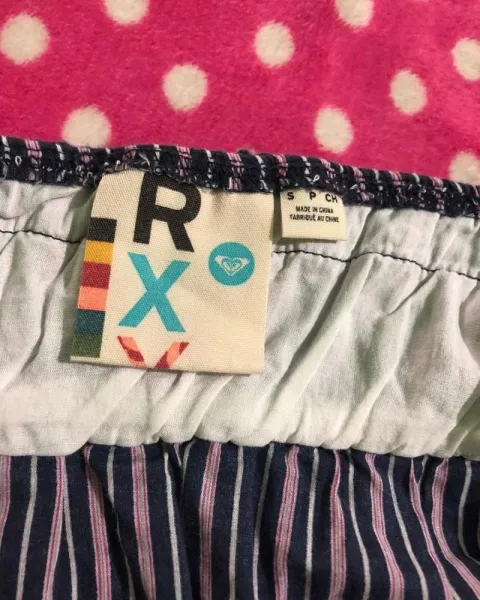 R
X
Y
S P CH
MADE IN CHINA
FABRIQUÉ AU CHINE